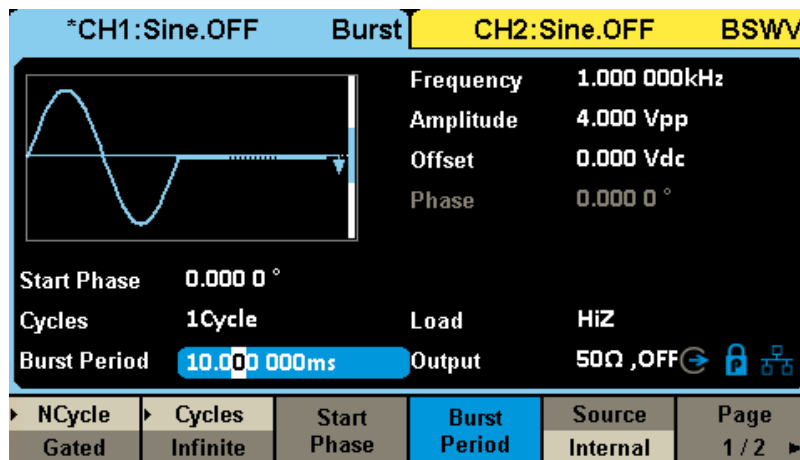 *CH1:Sine.OFF Burst CH2:Sine.OFF BSWV
Frequency 1.000 000kHz
Amplitude 4.000 Vpp
Offset 0.000 Vdc
Phase 0.000 0 °
Start Phase 0.000 0 °
Cycles 1Cycle Load HiZ
Burst Period 10.000 000ms Output 50Ω ,OFF
NCycle Cycles Start Burst Source Page
Gated Infinite Phase Period Internal 1 / 2